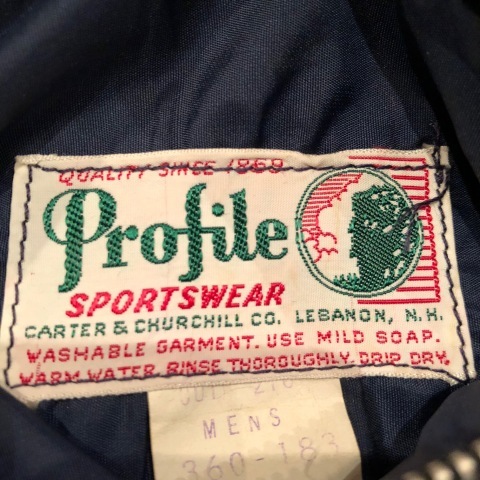 QUALITY SINCE 1869
Profile
SPORTSWEAR
CARTER & CHURCHILL CO. LEBANON, N.H.
WASHABLE GARMENT. USE MILD SOAP.
WARM WATER. RINSE THOROUGHLY. DRIP DRY.
MENS
360-183